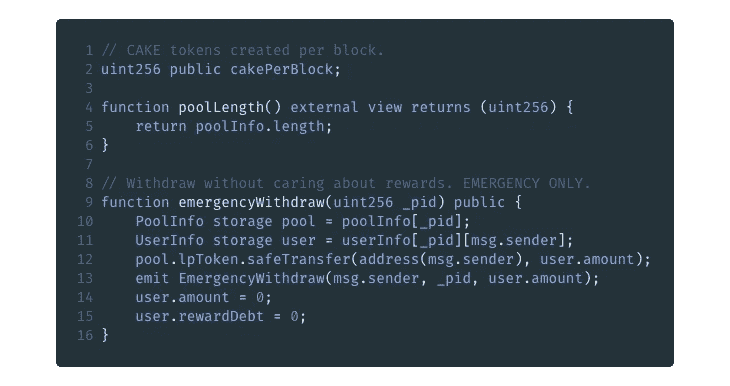 1 // CAKE tokens created per block.
2 uint256 public cakePerBlock;
3
4 function poolLength() external view returns (uint256) {
5     return poolInfo.length;
6 }
7
8 // Withdraw without caring about rewards. EMERGENCY ONLY.
9 function emergencyWithdraw(uint256 _pid) public {
10     PoolInfo storage pool = poolInfo[_pid];
11     UserInfo storage user = userInfo[_pid][msg.sender];
12     pool.lpToken.safeTransfer(address(msg.sender), user.amount);
13     emit EmergencyWithdraw(msg.sender, _pid, user.amount);
14     user.amount = 0;
15     user.rewardDebt = 0;
16 }